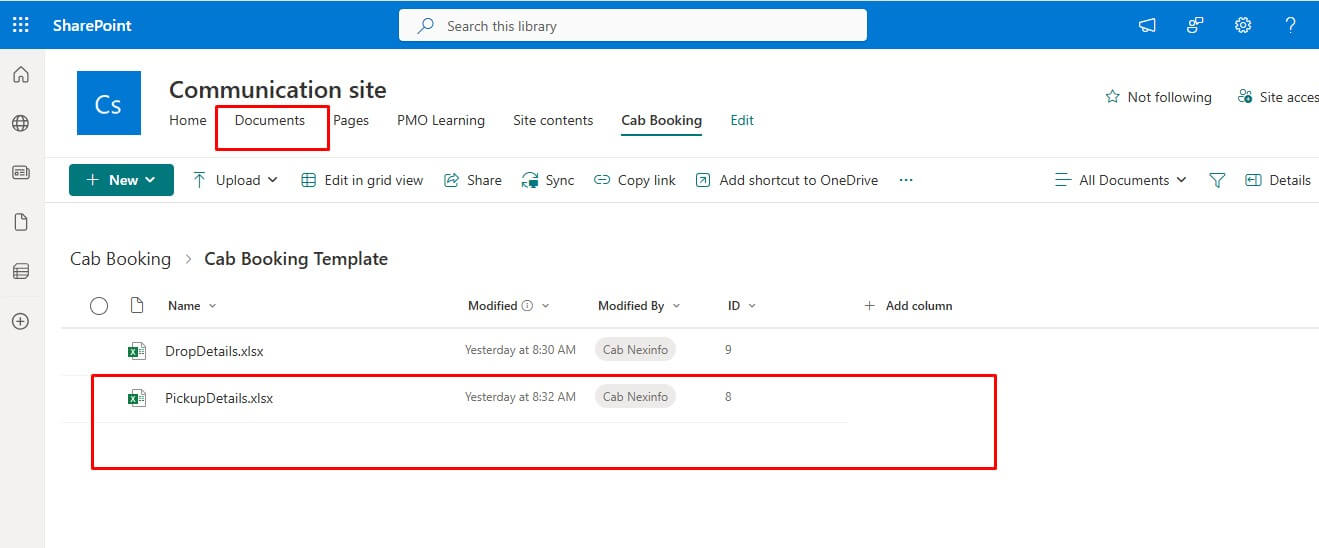 SharePoint
Search this library
Cs
Communication site
Not following
Site acces
Home Documents Pages PMO Learning Site contents Cab Booking Edit
New Upload Edit in grid view Share Sync Copy link Add shortcut to OneDrive ... All Documents Details
Cab Booking > Cab Booking Template
Name Modified Modified By ID + Add column
DropDetails.xlsx Yesterday at 8:30 AM Cab Nexinfo 9
PickupDetails.xlsx Yesterday at 8:32 AM Cab Nexinfo 8